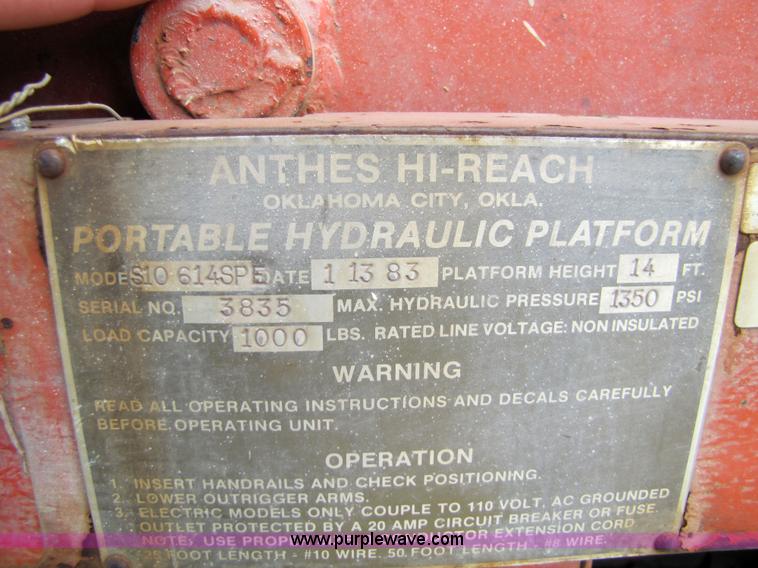 ANTHES HI-REACH
OKLAHOMA CITY, OKLA.
PORTABLE HYDRAULIC PLATFORM
MODE S10 614SPE DATE 1 13 83 PLATFORM HEIGHT 14 FT.
SERIAL NO. 3835 MAX. HYDRAULIC PRESSURE 1350 PSI
LOAD CAPACITY 1000 LBS. RATED LINE VOLTAGE: NON INSULATED
WARNING
READ ALL OPERATING INSTRUCTIONS AND DECALS CAREFULLY
BEFORE OPERATING UNIT.
OPERATION
1. INSERT HANDRAILS AND CHECK POSITIONING.
2. LOWER OUTRIGGER ARMS.
3. ELECTRIC MODELS ONLY COUPLE TO 110 VOLT, AC GROUNDED
OUTLET PROTECTED BY A 20 AMP CIRCUIT BREAKER OR FUSE.
NOTE: USE PROPER EXTENSION CORD
25 FOOT LENGTH - #10 WIRE. 50 FOOT LENGTH - #8 WIRE.
www.purplewave.com